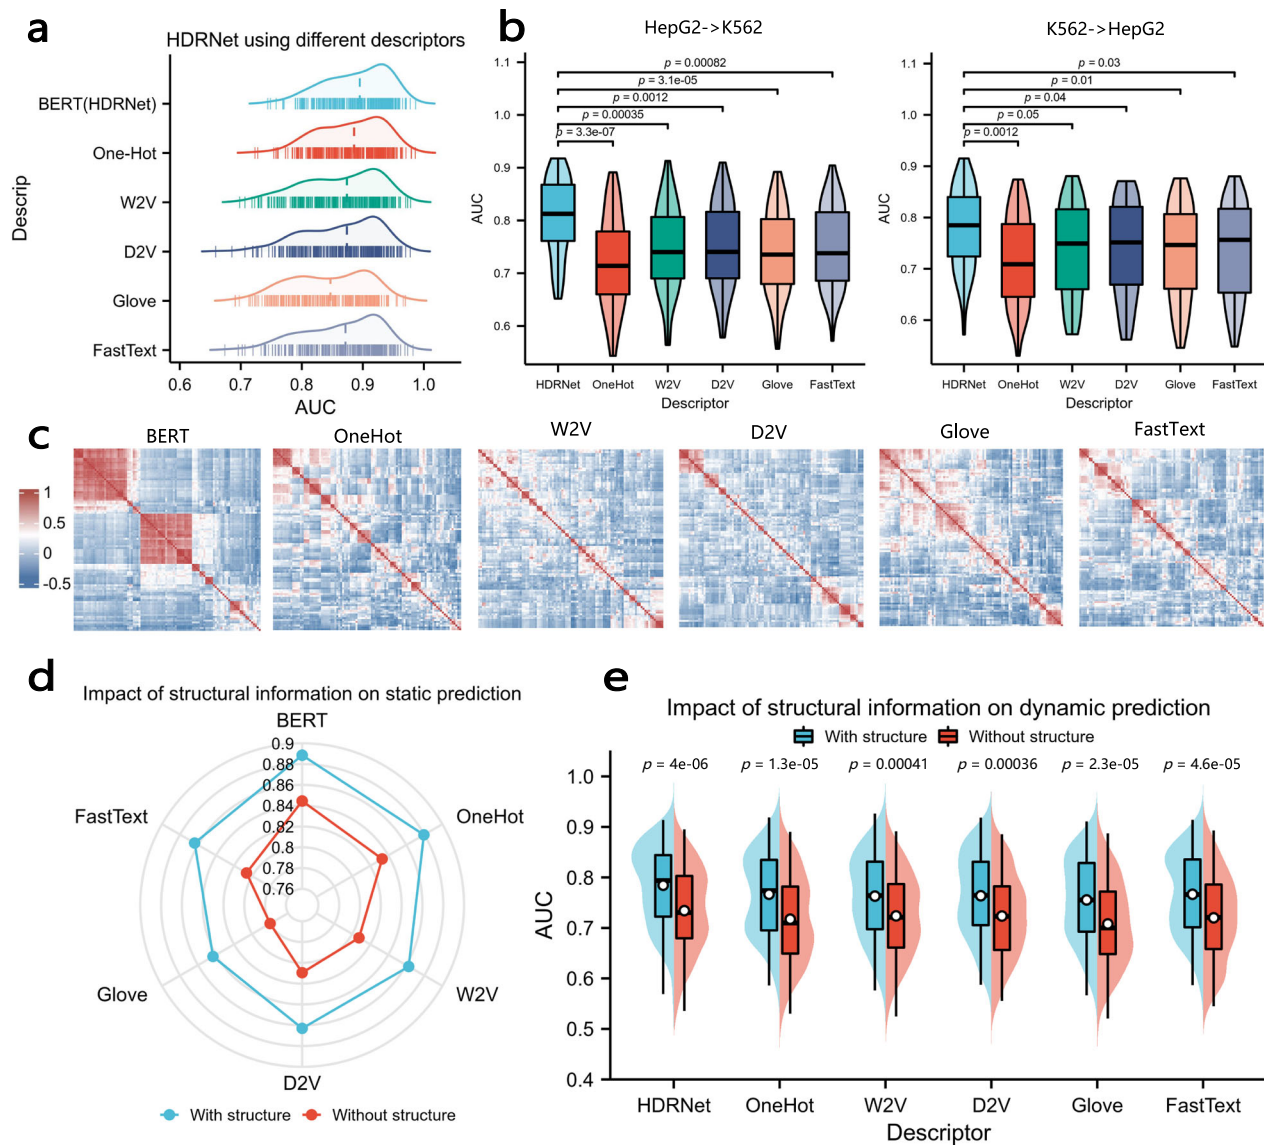 a
HDRNet using different descriptors
Descrip
BERT(HDRNet)
One-Hot
W2V
D2V
Glove
FastText
0.6 0.7 0.8 0.9 1.0
AUC
b
HepG2->K562
AUC
1.1
1.0
0.9
0.8
0.7
0.6
p = 0.00082
p = 3.1e-05
p = 0.0012
p = 0.00035
p = 3.3e-07
HDRNet OneHot W2V D2V Glove FastText
Descriptor
K562->HepG2
AUC
1.1
1.0
0.9
0.8
0.7
0.6
p = 0.03
p = 0.01
p = 0.04
p = 0.05
p = 0.0012
HDRNet OneHot W2V D2V Glove FastText
Descriptor
c
BERT OneHot W2V D2V Glove FastText
1
0.5
0
-0.5
d
Impact of structural information on static prediction
BERT
OneHot
W2V
D2V
Glove
FastText
0.9
0.88
0.86
0.84
0.82
0.8
0.78
0.76
With structure Without structure
e
Impact of structural information on dynamic prediction
With structure Without structure
p = 4e-06 p = 1.3e-05 p = 0.00041 p = 0.00036 p = 2.3e-05 p = 4.6e-05
AUC
1.0
0.9
0.8
0.7
0.6
0.5
0.4
HDRNet OneHot W2V D2V Glove FastText
Descriptor